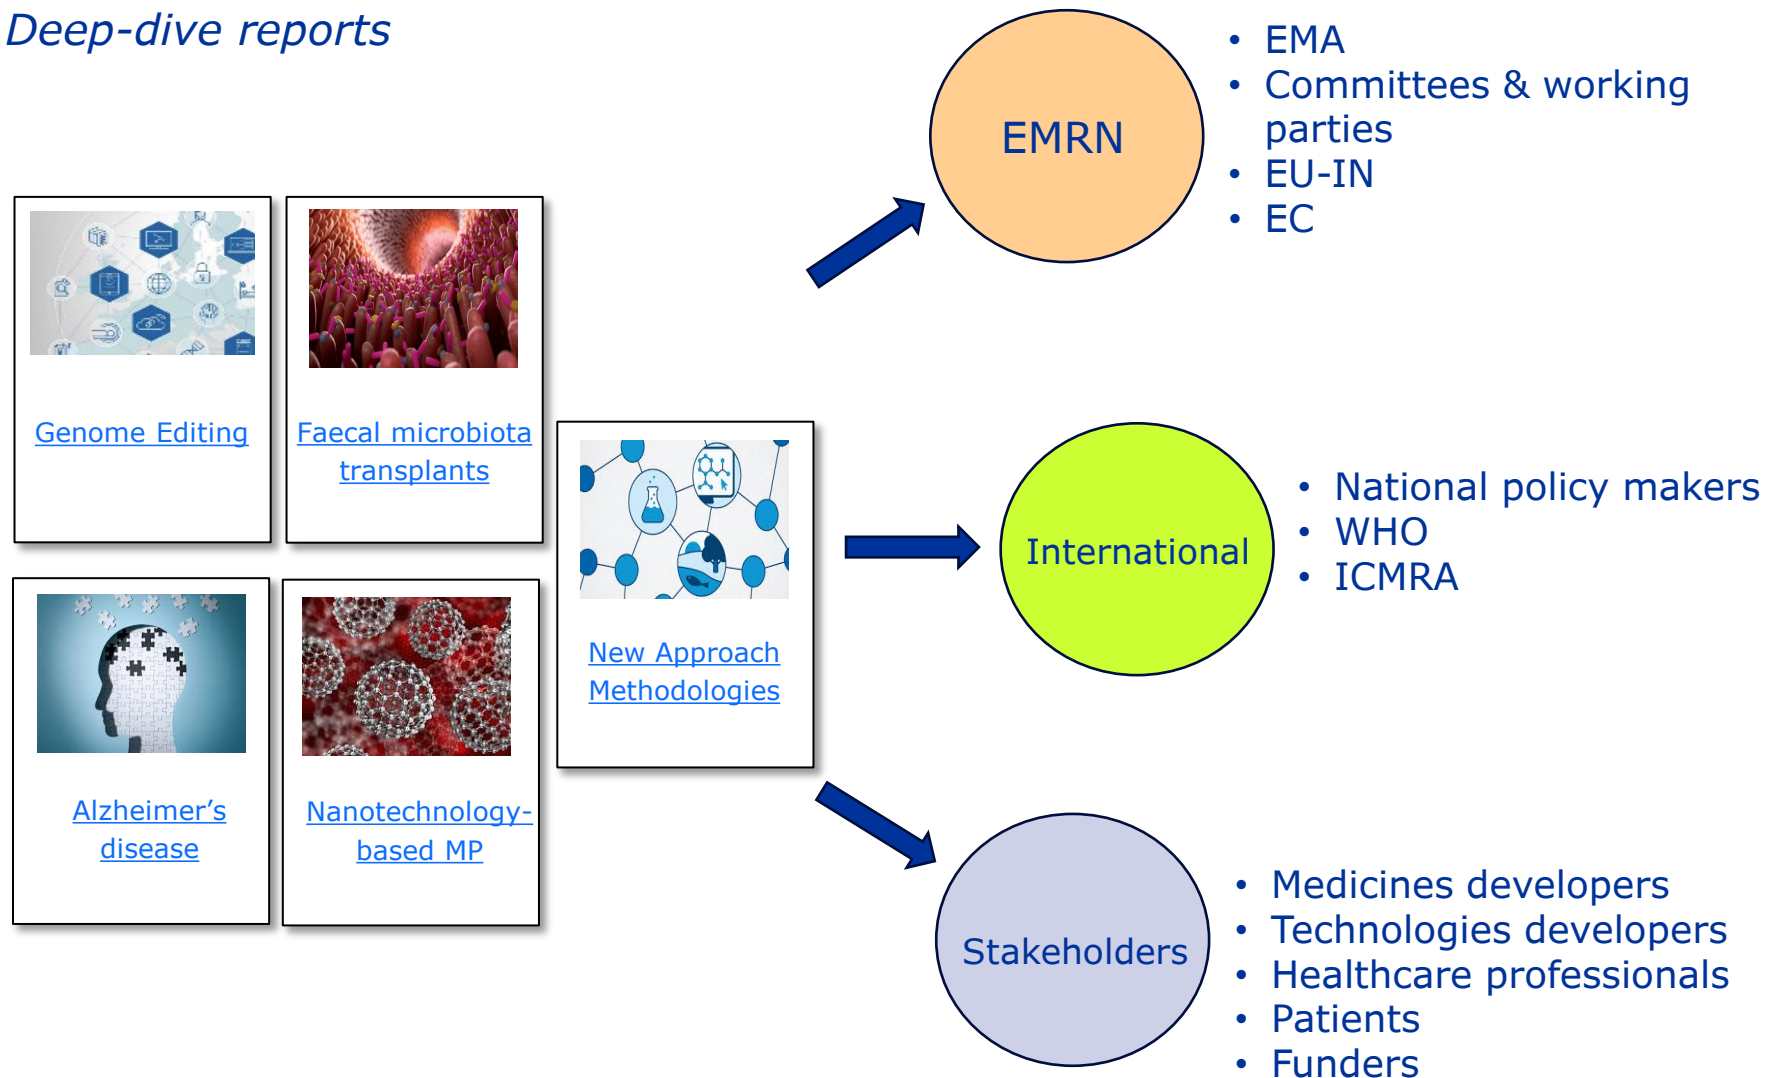 Deep-dive reports
Genome Editing
Faecal microbiota
transplants
Alzheimer's
disease
Nanotechnology-
based MP
New Approach
Methodologies
EMRN
• EMA
• Committees & working
parties
• EU-IN
• EC
International
• National policy makers
• WHO
• ICMRA
Stakeholders
• Medicines developers
• Technologies developers
• Healthcare professionals
• Patients
• Funders